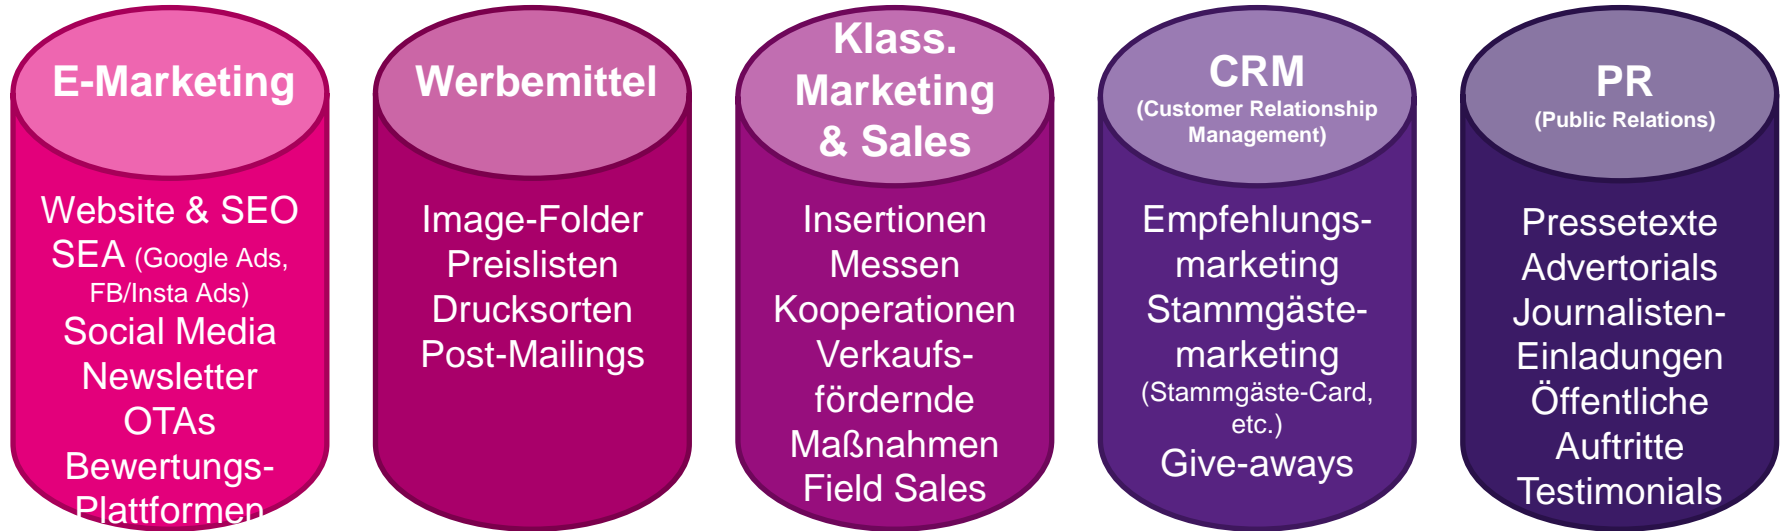 E-Marketing
Website & SEO
SEA (Google Ads,
FB/Insta Ads)
Social Media
Newsletter
OTAs
Bewertungs-
Plattformen
Werbemittel
Image-Folder
Preislisten
Drucksorten
Post-Mailings
Klass.
Marketing
& Sales
Insertionen
Messen
Kooperationen
Verkaufs-
fördernde
Maßnahmen
Field Sales
CRM
(Customer Relationship
Management)
Empfehlungs-
marketing
Stammgäste-
marketing
(Stammgäste-Card,
etc.)
Give-aways
PR
(Public Relations)
Pressetexte
Advertorials
Journalisten-
Einladungen
Öffentliche
Auftritte
Testimonials